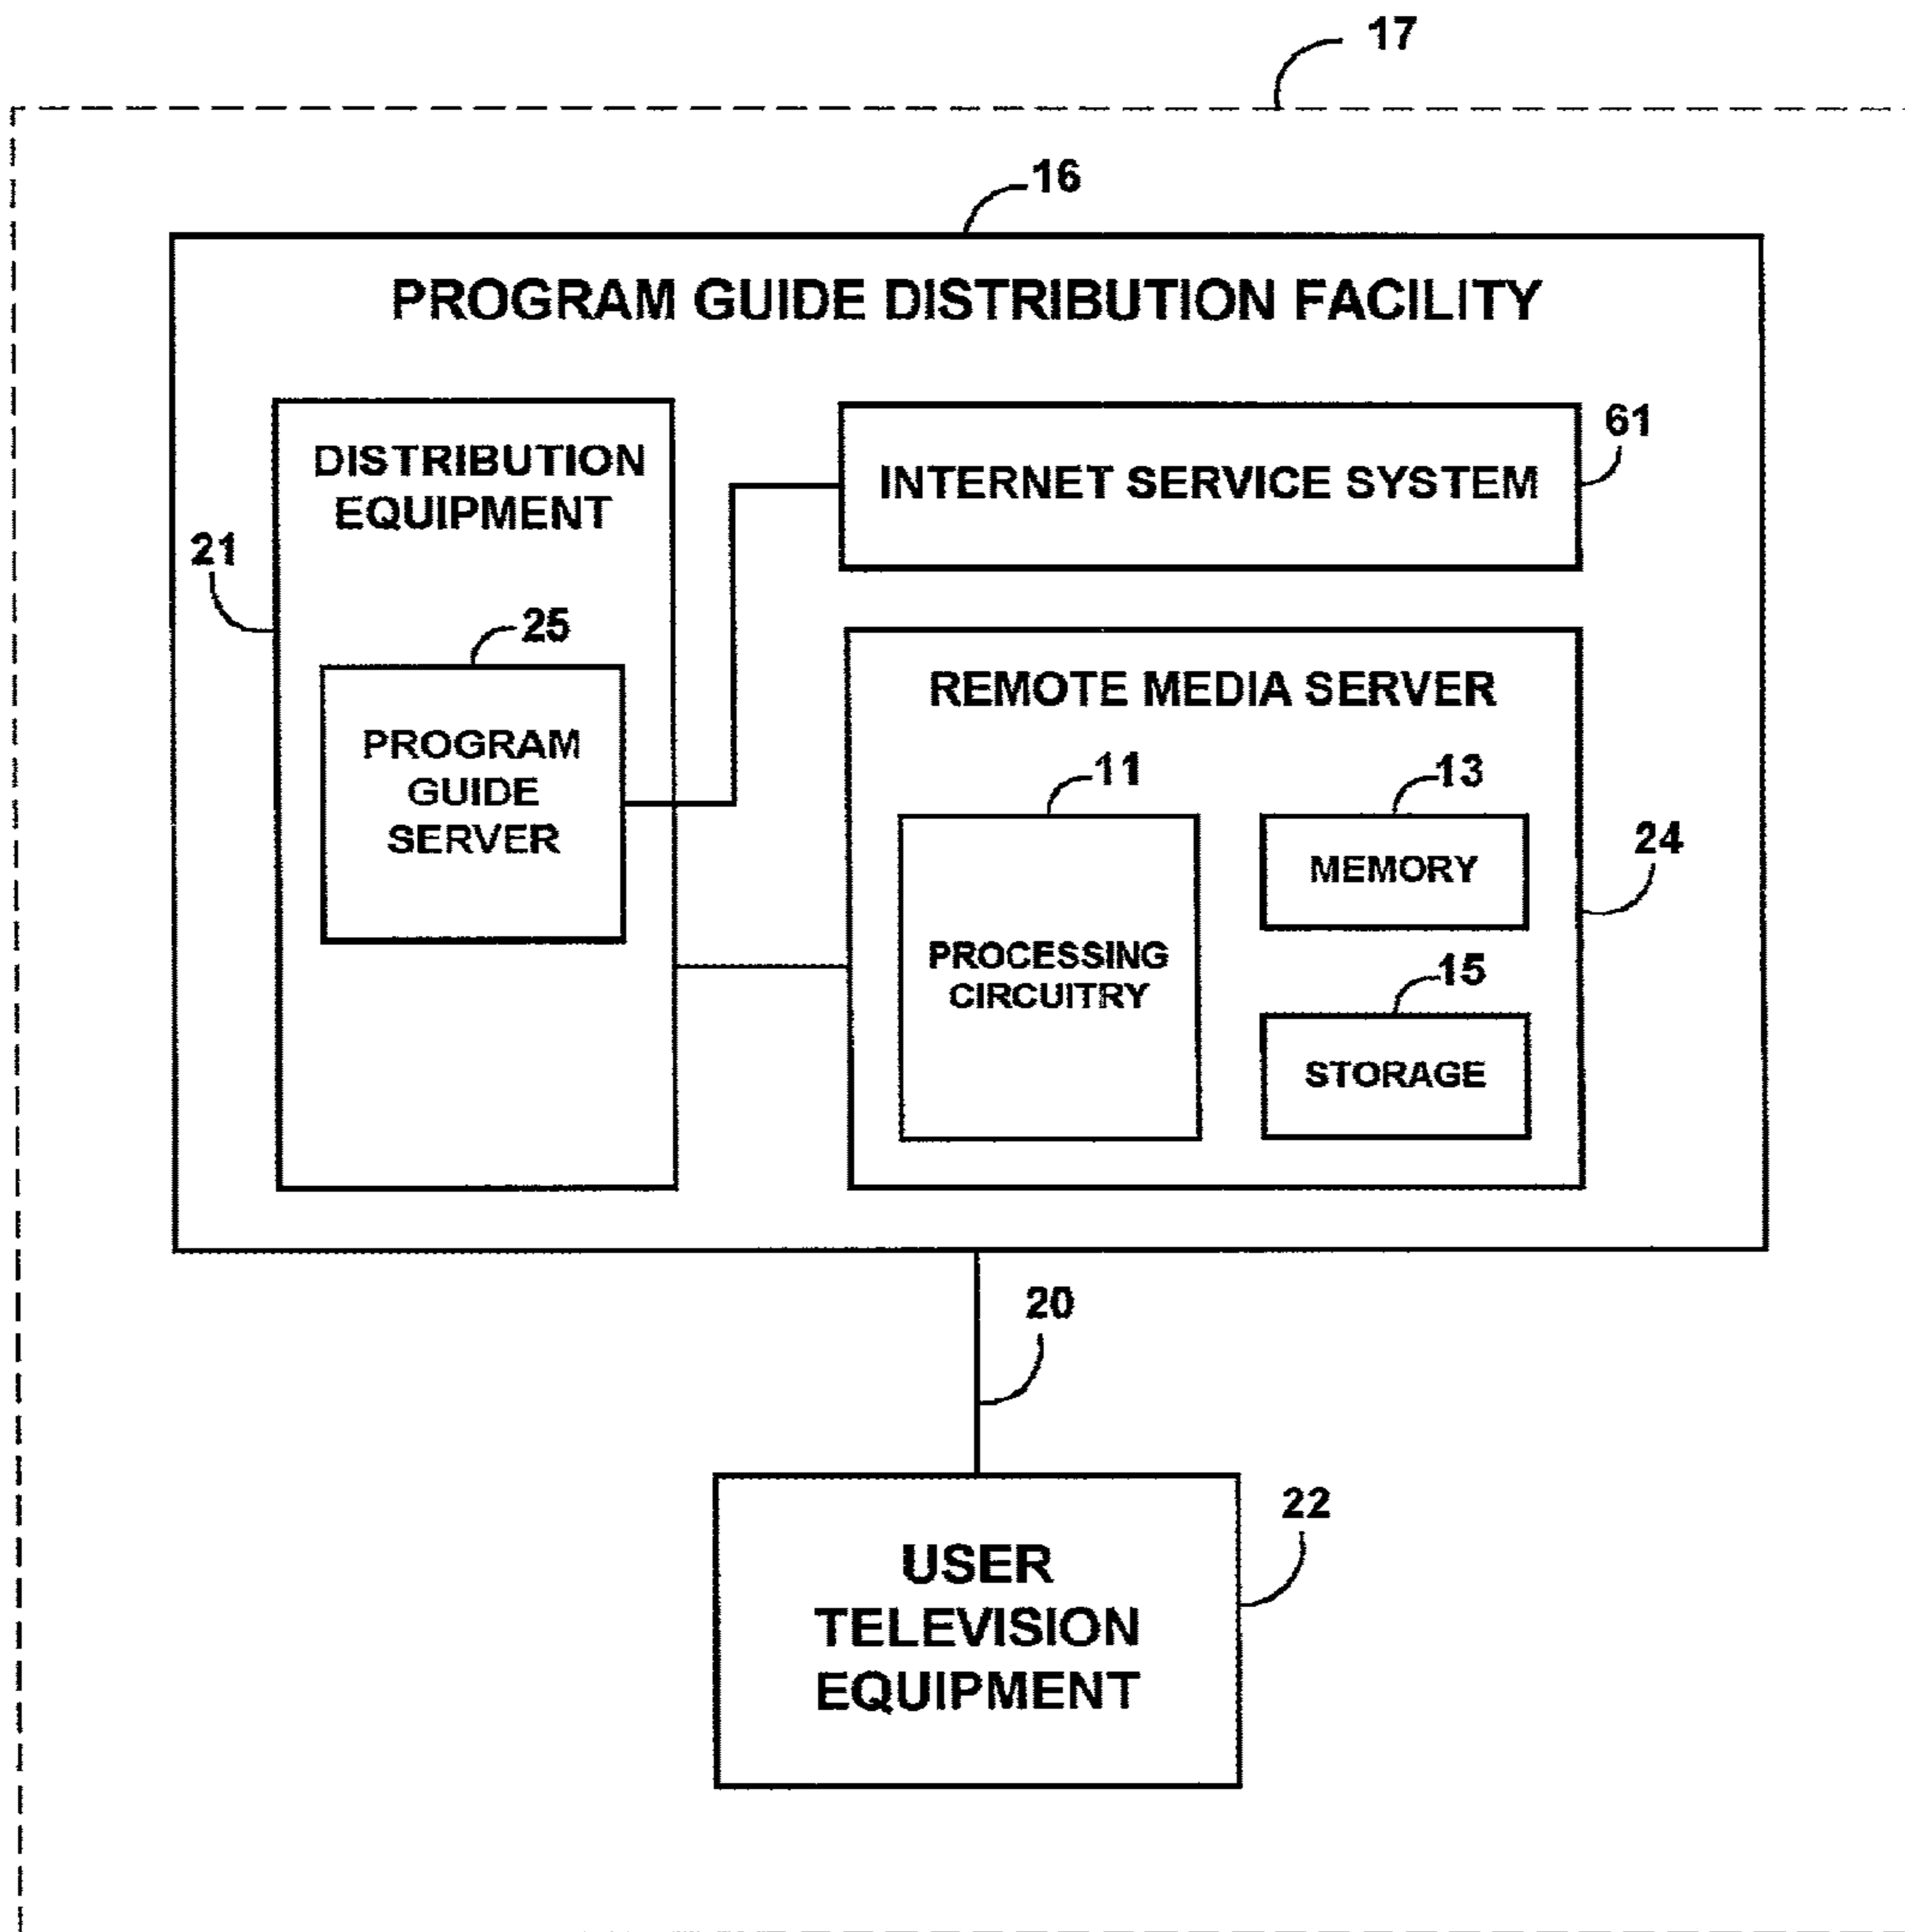 17
16
PROGRAM GUIDE DISTRIBUTION FACILITY
DISTRIBUTION
EQUIPMENT
21
25
PROGRAM
GUIDE
SERVER
61
INTERNET SERVICE SYSTEM
REMOTE MEDIA SERVER
11
PROCESSING
CIRCUITRY
13
MEMORY
24
15
STORAGE
20
22
USER
TELEVISION
EQUIPMENT